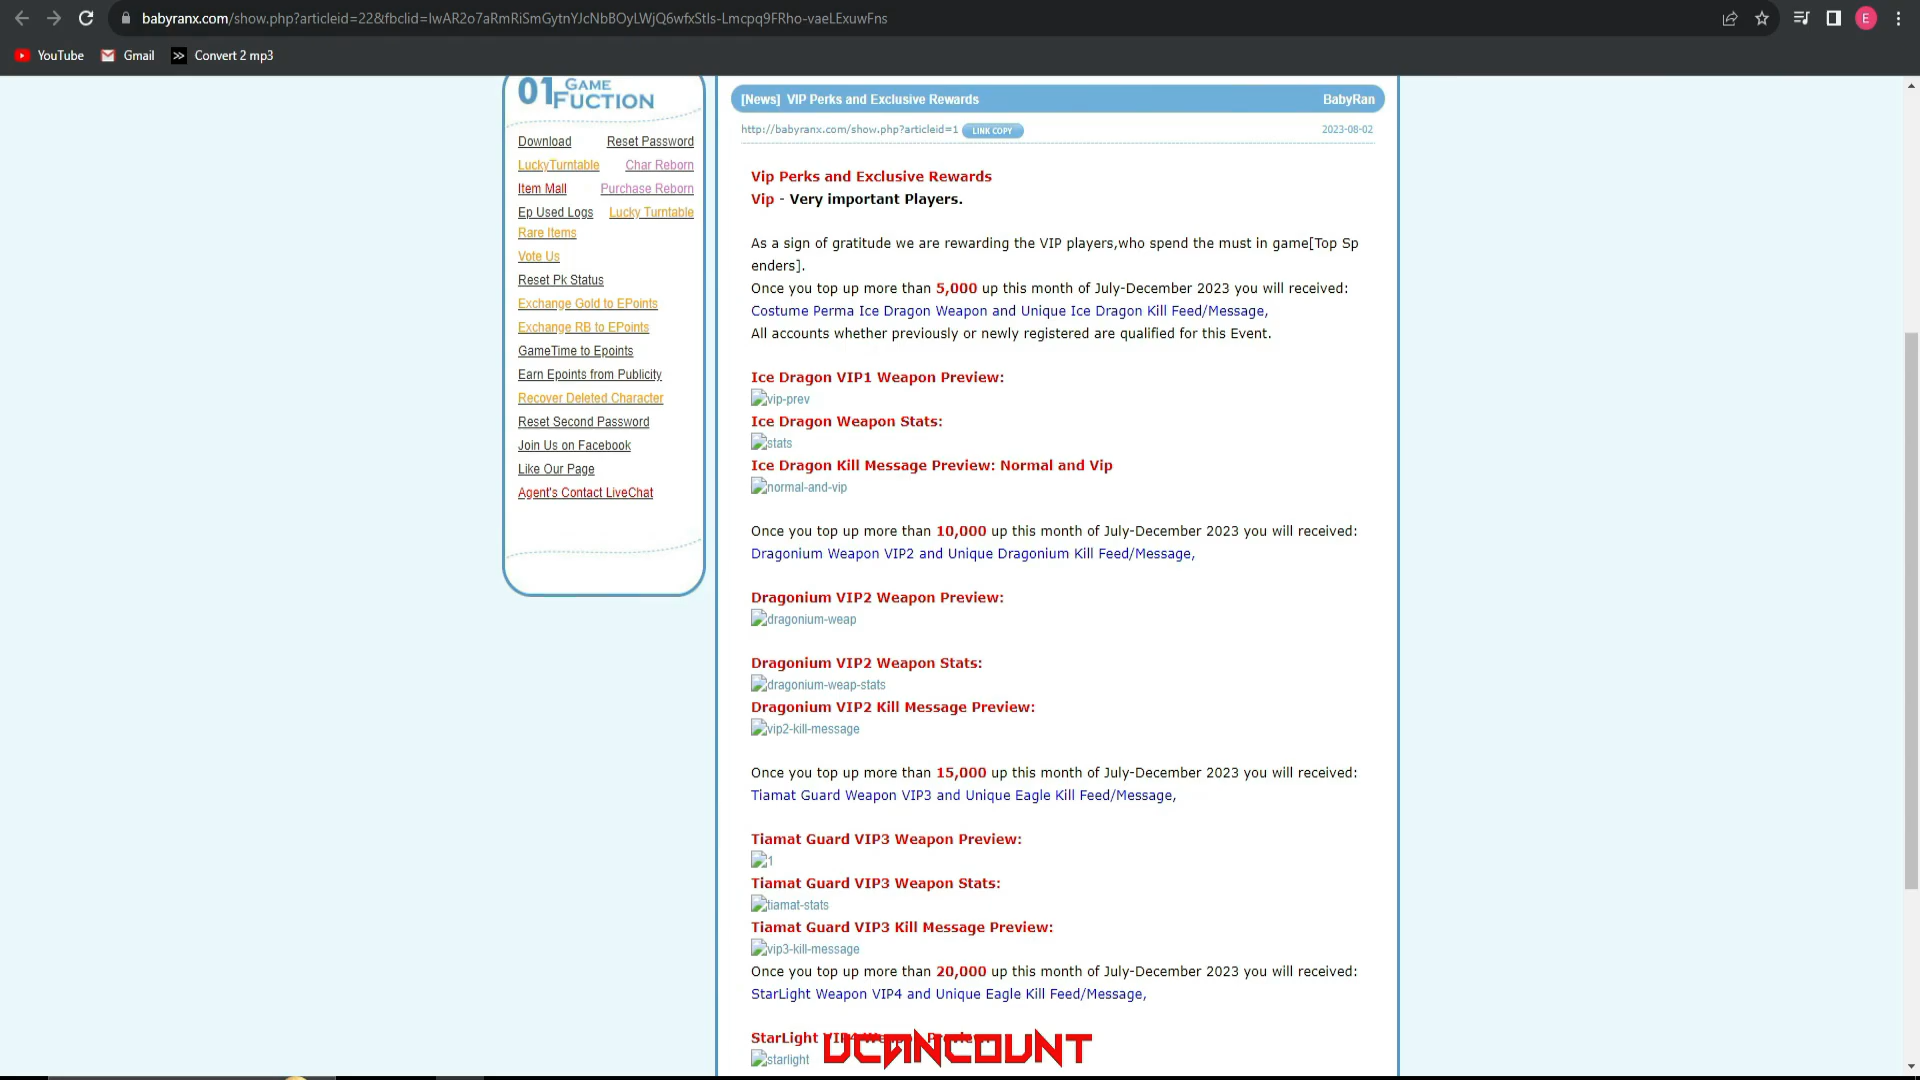 babyranx.com/show.php?articleid=22&fbclid=IwAR2o7aRmRiSmGytnYJcNbBOyLWjQ6wfxStIs-Lmcpq9FRho-vaeLExuwFns
E
YouTube Gmail Convert 2 mp3
01 GAME FUCTION
Download Reset Password
LuckyTurntable Char Reborn
Item Mall Purchase Reborn
Ep Used Logs Lucky Turntable
Rare Items
Vote Us
Reset Pk Status
Exchange Gold to EPoints
Exchange RB to EPoints
GameTime to Epoints
Earn Epoints from Publicity
Recover Deleted Character
Reset Second Password
Join Us on Facebook
Like Our Page
Agent's Contact LiveChat
[News] VIP Perks and Exclusive Rewards BabyRan
http://babyranx.com/show.php?articleid=1 LINK COPY 2023-08-02
Vip Perks and Exclusive Rewards
Vip - Very important Players.
As a sign of gratitude we are rewarding the VIP players,who spend the must in game[Top Sp
enders].
Once you top up more than 5,000 up this month of July-December 2023 you will received:
Costume Perma Ice Dragon Weapon and Unique Ice Dragon Kill Feed/Message,
All accounts whether previously or newly registered are qualified for this Event.
Ice Dragon VIP1 Weapon Preview:
vip-prev
Ice Dragon Weapon Stats:
stats
Ice Dragon Kill Message Preview: Normal and Vip
normal-and-vip
Once you top up more than 10,000 up this month of July-December 2023 you will received:
Dragonium Weapon VIP2 and Unique Dragonium Kill Feed/Message,
Dragonium VIP2 Weapon Preview:
dragonium-weap
Dragonium VIP2 Weapon Stats:
dragonium-weap-stats
Dragonium VIP2 Kill Message Preview:
vip2-kill-message
Once you top up more than 15,000 up this month of July-December 2023 you will received:
Tiamat Guard Weapon VIP3 and Unique Eagle Kill Feed/Message,
Tiamat Guard VIP3 Weapon Preview:
1
Tiamat Guard VIP3 Weapon Stats:
tiamat-stats
Tiamat Guard VIP3 Kill Message Preview:
vip3-kill-message
Once you top up more than 20,000 up this month of July-December 2023 you will received:
StarLight Weapon VIP4 and Unique Eagle Kill Feed/Message,
StarLight VIP4 Weapon Preview:
starlight
UCANCOUNT